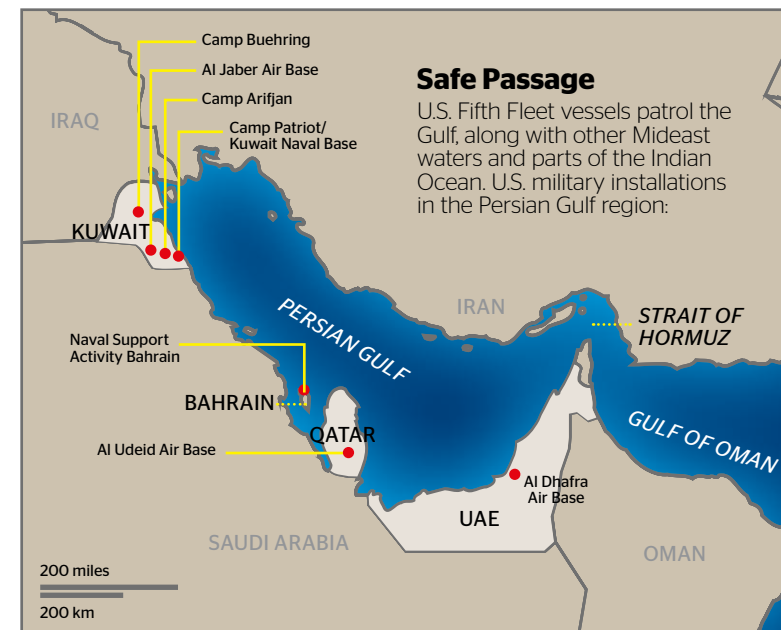 Camp Buehring
Al Jaber Air Base
Camp Arifjan
Camp Patriot/
Kuwait Naval Base
Safe Passage
U.S. Fifth Fleet vessels patrol the
Gulf, along with other Mideast
waters and parts of the Indian
Ocean. U.S. military installations
in the Persian Gulf region:
IRAQ
KUWAIT
IRAN
PERSIAN GULF
STRAIT OF
HORMUZ
Naval Support
Activity Bahrain
BAHRAIN
QATAR
GULF OF OMAN
Al Udeid Air Base
Al Dhafra
Air Base
UAE
SAUDI ARABIA
OMAN
200 miles
200 km